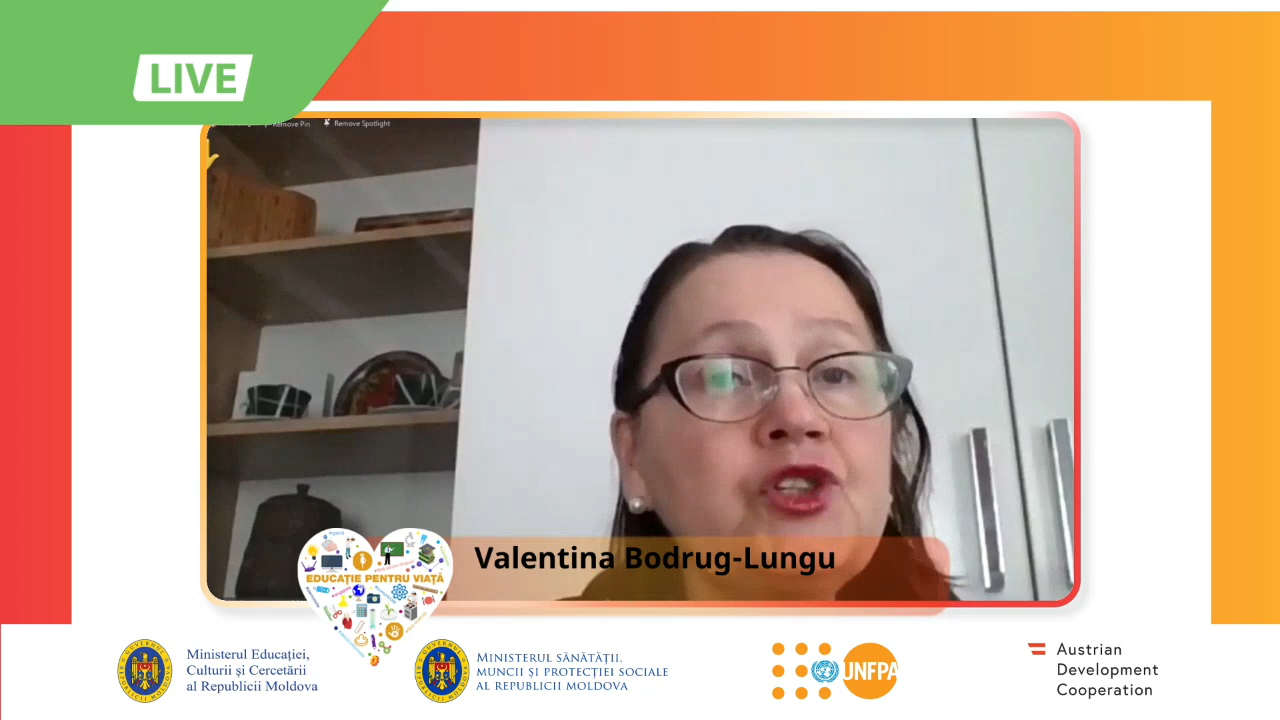 LIVE
Remove Pin
Remove Spotlight
Valentina Bodrug-Lungu
EDUCAȚIE PENTRU VIAȚĂ
Ministerul Educației,
Culturii și Cercetării
al Republicii Moldova
Ministerul Sănătății,
Muncii și Protecției Sociale
al Republicii Moldova
UNFPA
Austrian
Development
Cooperation